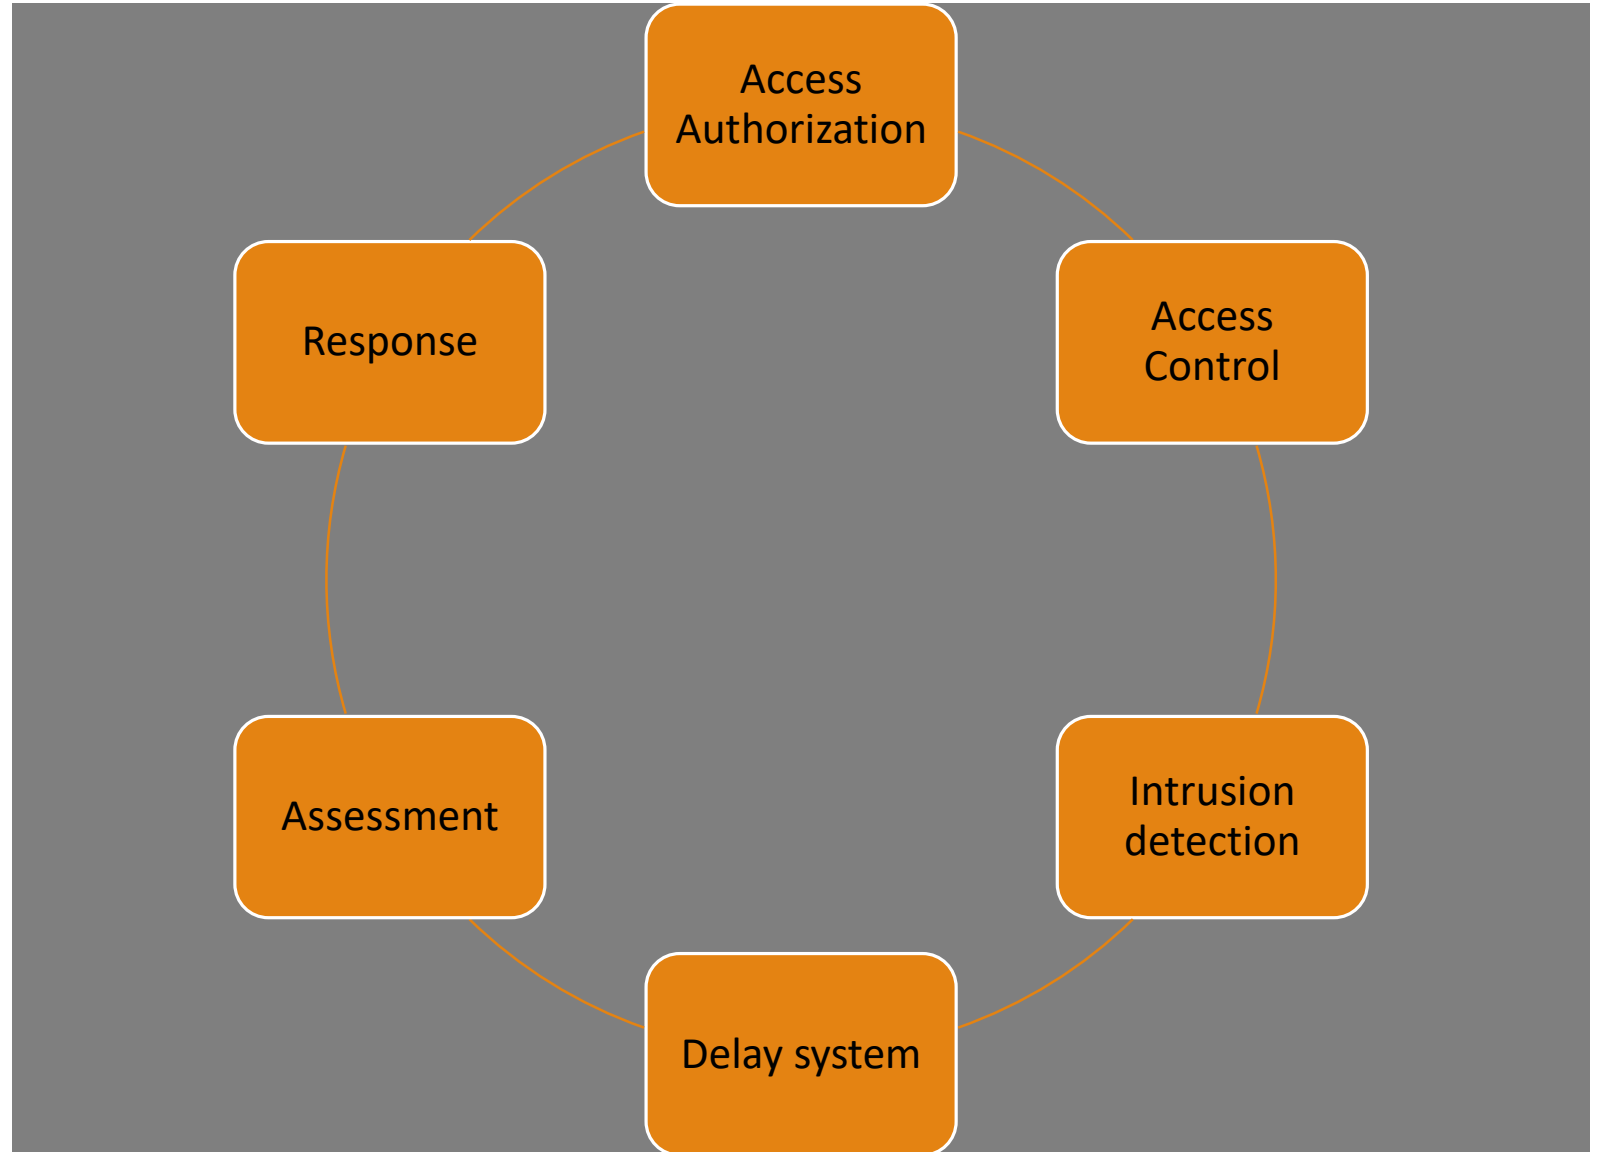 Access
Authorization
Access
Control
Intrusion
detection
Delay system
Assessment
Response